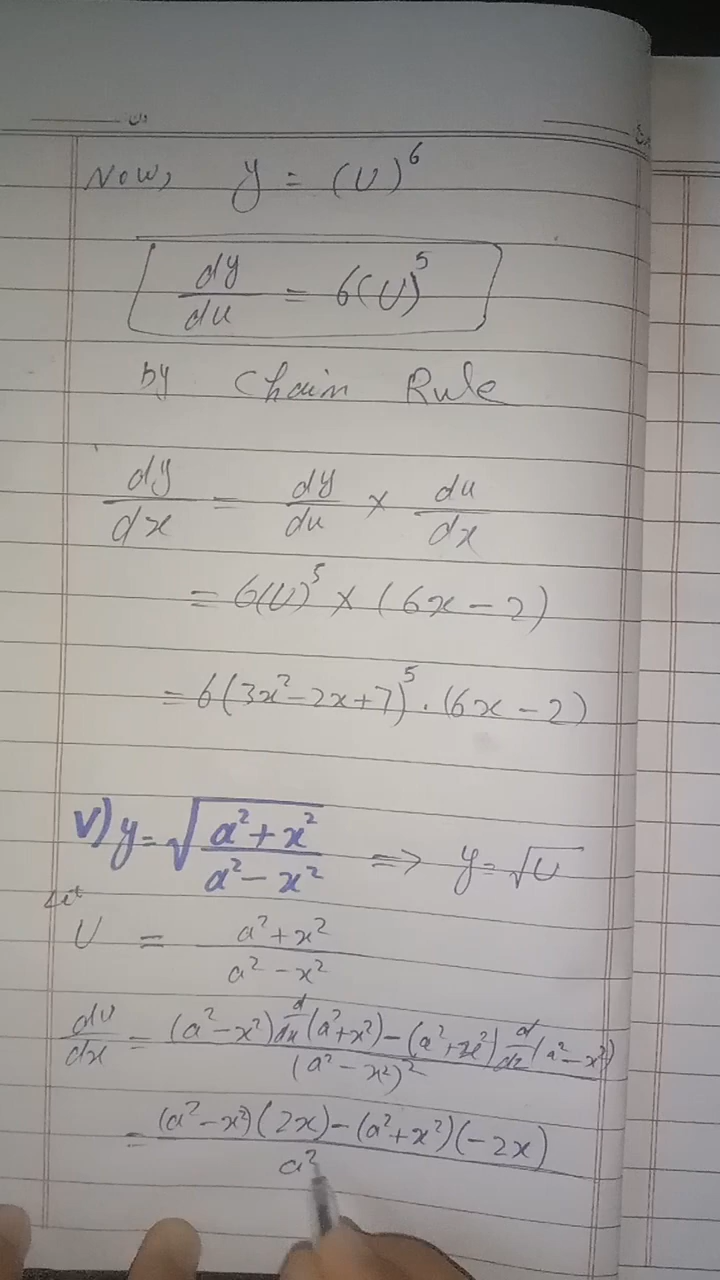 Now, y = (U)^6
dy/du = 6(U)^5
by Chain Rule
dy/dx = dy/du × du/dx
= 6(U)^5 × (6x - 2)
= 6(3x² - 2x + 7)^5 . (6x - 2)
V) y = √((a² + x²)/(a² - x²)) ⇒ y = √U
Let
U = (a² + x²)/(a² - x²)
dU/dx = ((a² - x²) d/du (a² + x²) - (a² + x²) d/dx (a² - x²))/(a² - x²)²
= ((a² - x²)(2x) - (a² + x²)(-2x))/a²